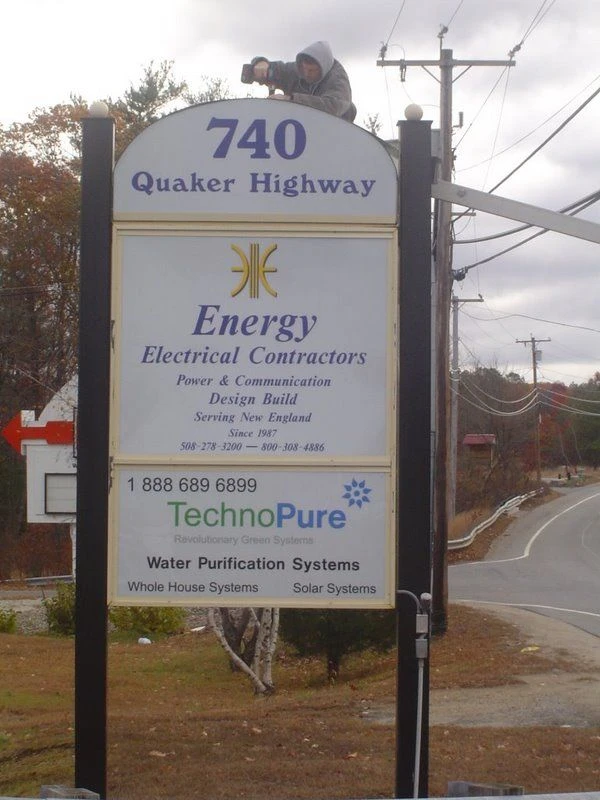 740
Quaker Highway
Energy
Electrical Contractors
Power & Communication
Design Build
Serving New England
Since 1987
508-278-3200 — 800-308-4886
1 888 689 6899
TechnoPure
Revolutionary Green Systems
Water Purification Systems
Whole House Systems Solar Systems